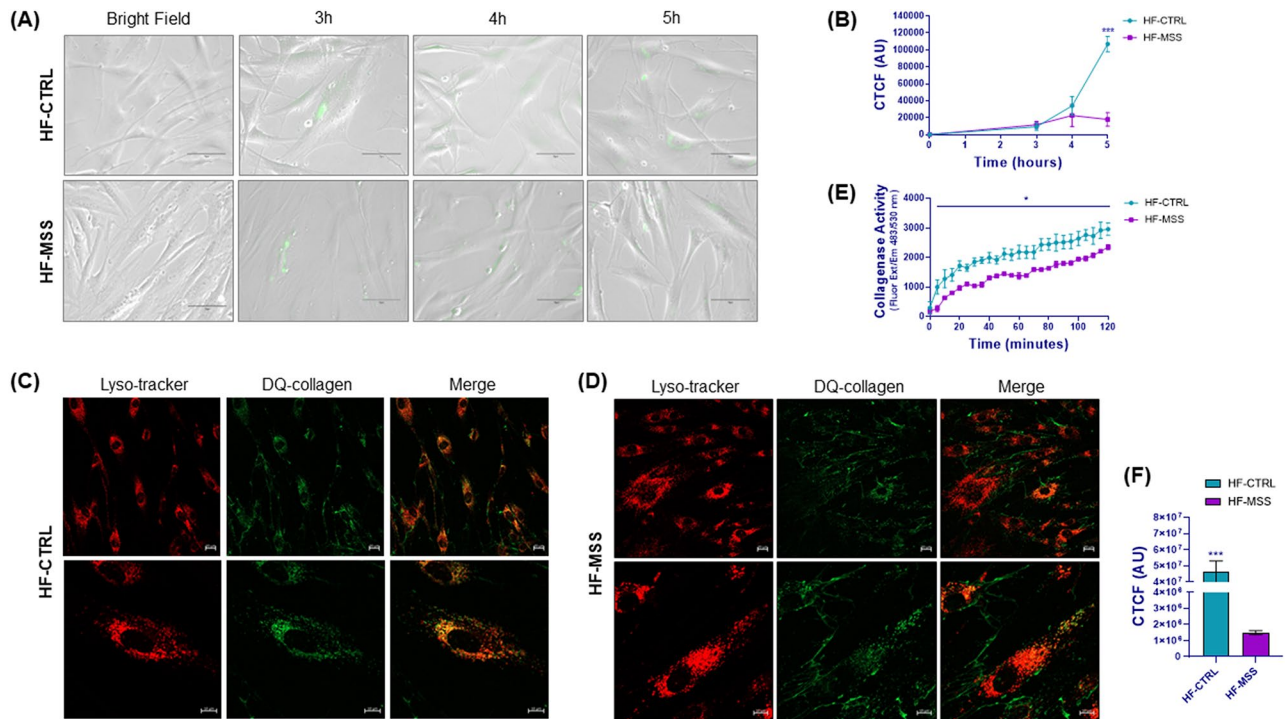 (A)
Bright Field 3h 4h 5h
HF-CTRL
HF-MSS
(B)
CTCF (AU)
140000
120000
100000
80000
60000
40000
20000
0
0 1 2 3 4 5
Time (hours)
***
HF-CTRL
HF-MSS
(E)
Collagenase Activity
(Fluor Ext/Em 483/530 nm)
4000
3000
2000
1000
0
0 20 40 60 80 100 120
Time (minutes)
*
HF-CTRL
HF-MSS
(C)
Lyso-tracker DQ-collagen Merge
HF-CTRL
(D)
Lyso-tracker DQ-collagen Merge
HF-MSS
(F)
HF-CTRL
HF-MSS
CTCF (AU)
8×10⁷
7×10⁷
6×10⁷
5×10⁷
4×10⁷
4×10⁶
3×10⁶
2×10⁶
1×10⁶
0
***
HF-CTRL
HF-MSS